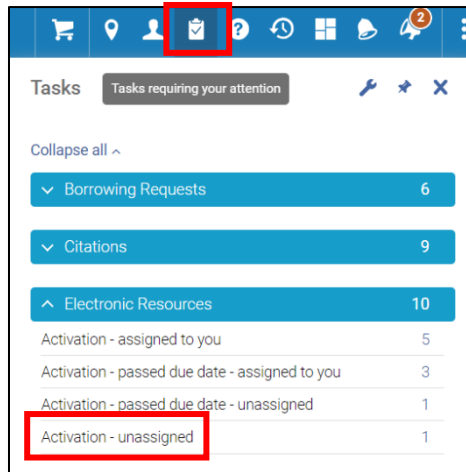 2
Tasks
Tasks requiring your attention
Collapse all
Borrowing Requests 6
Citations 9
Electronic Resources 10
Activation - assigned to you 5
Activation - passed due date - assigned to you 3
Activation - passed due date - unassigned 1
Activation - unassigned 1